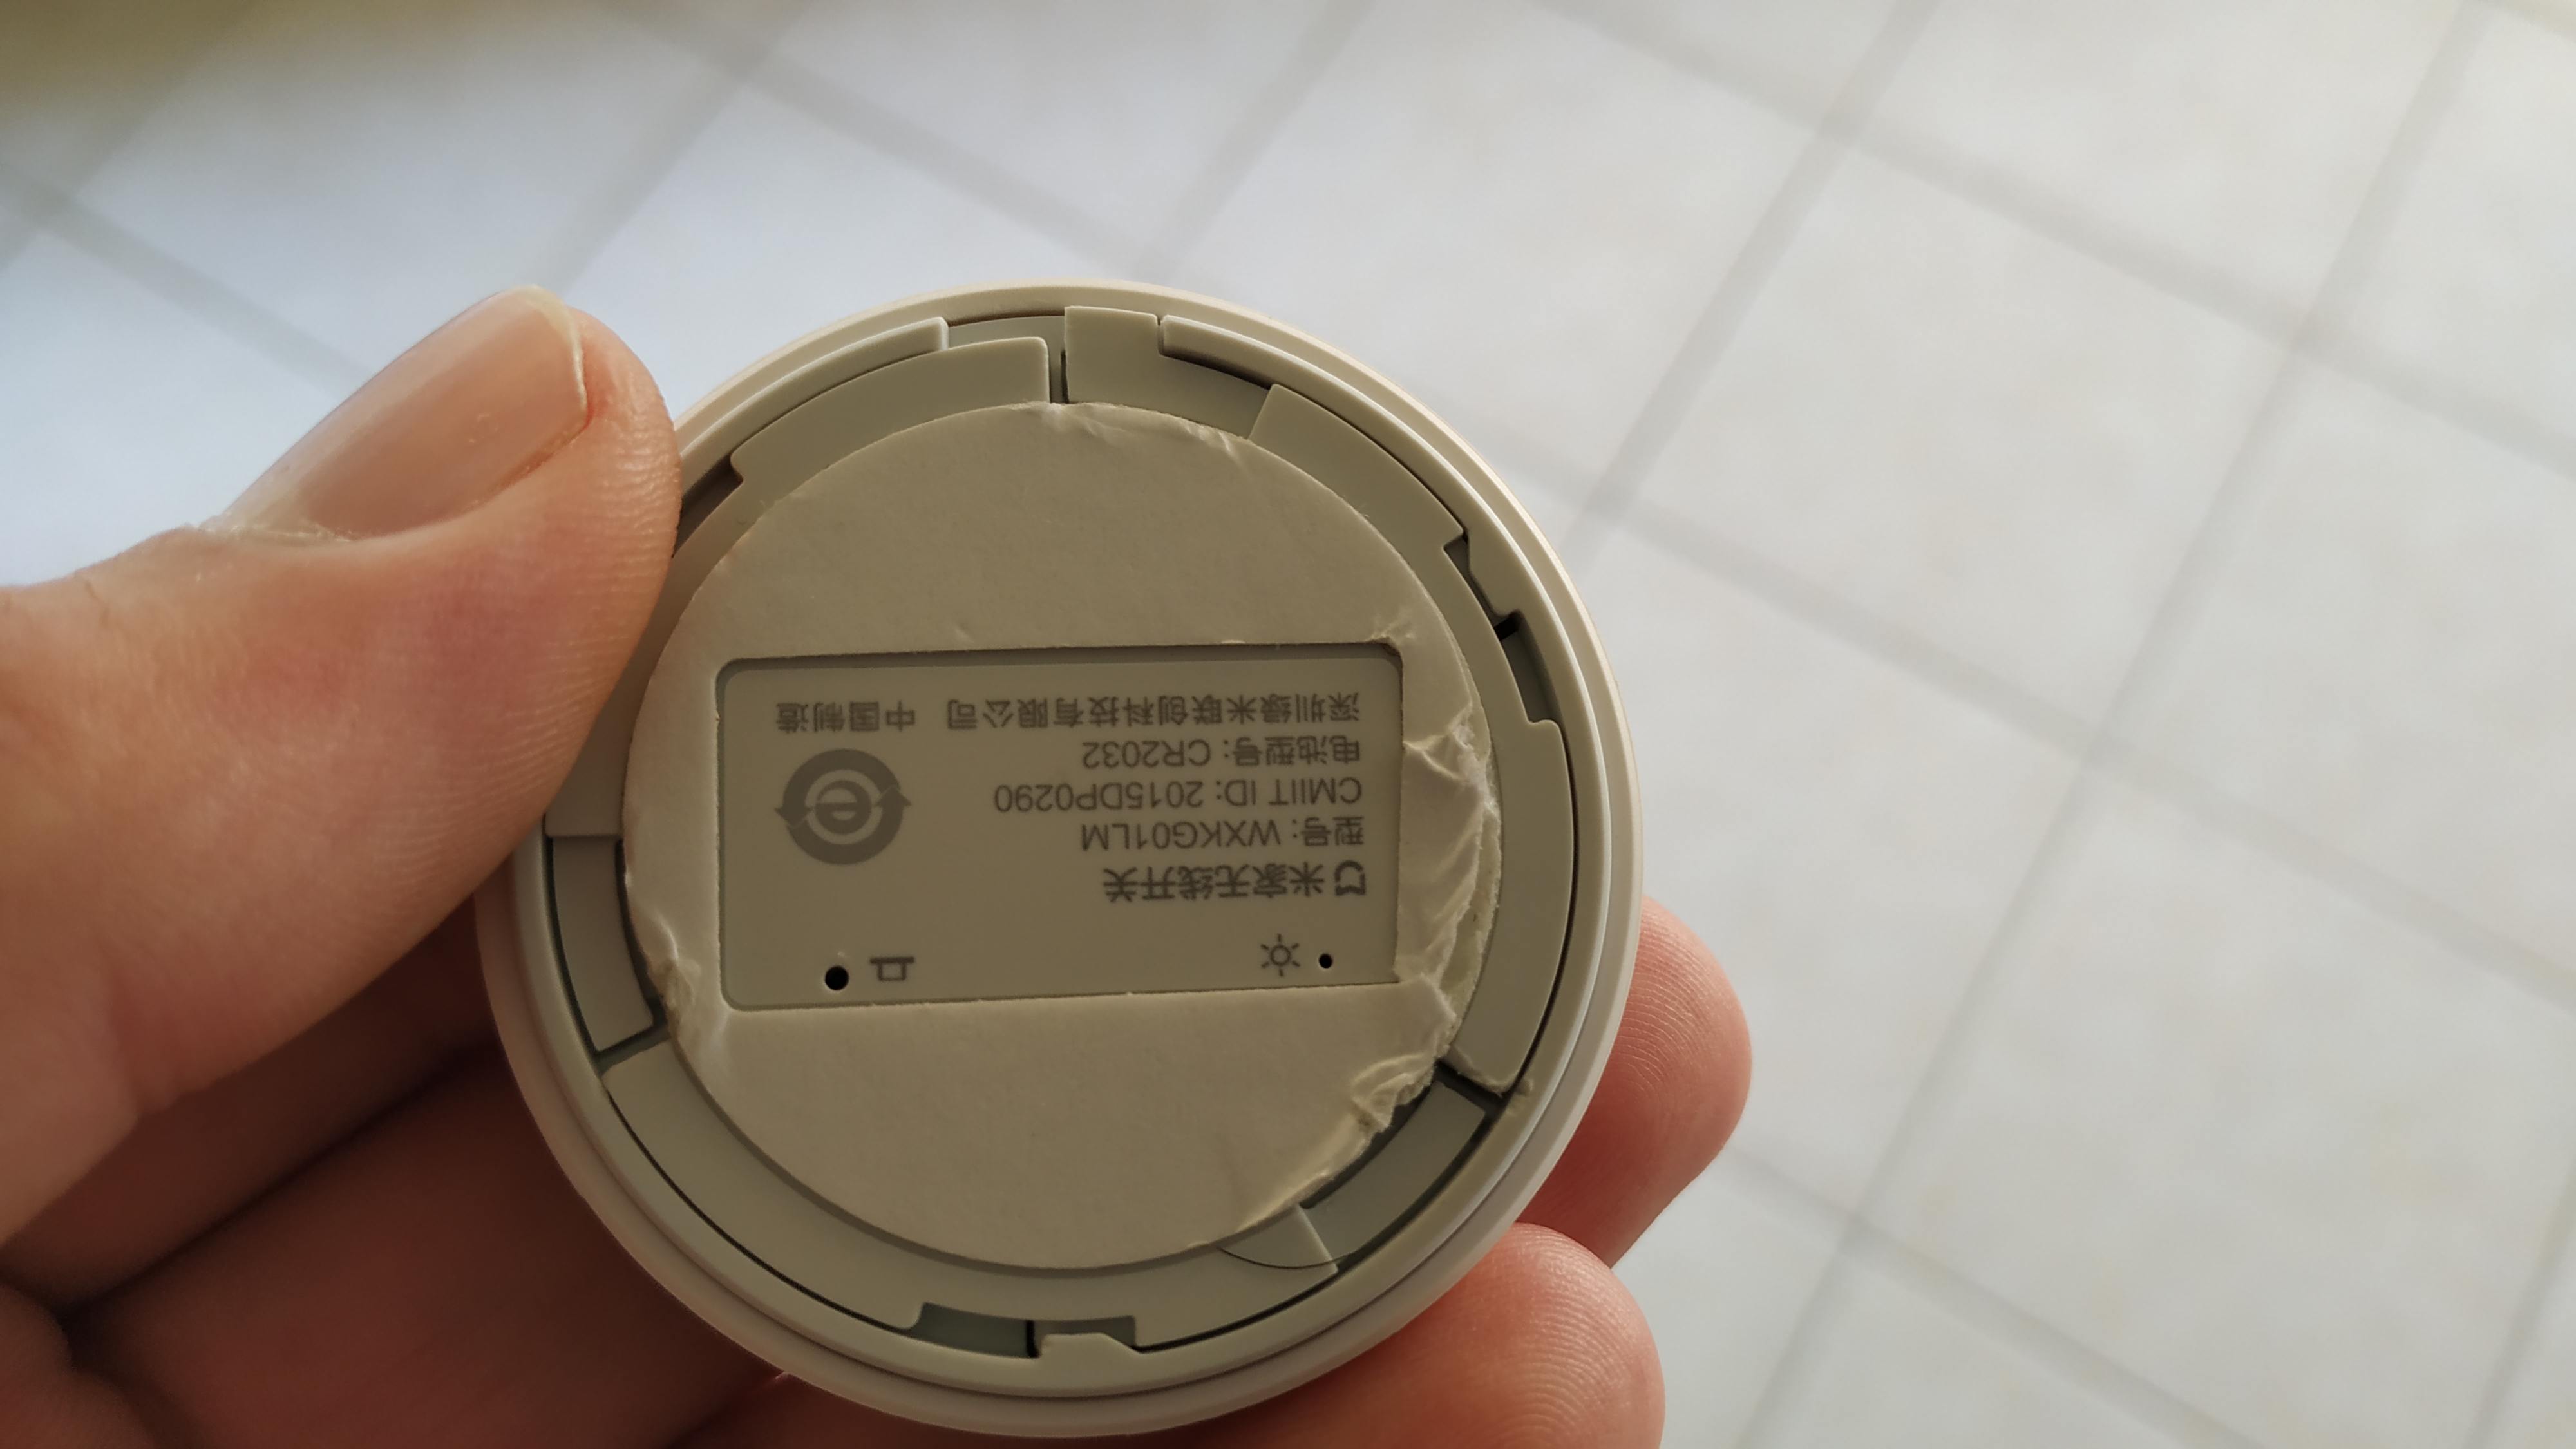 米家无线开关
型号: WXKG01LM
CMIIT ID: 2015DP0290
电池型号: CR2032
深圳绿米联创科技有限公司 中国制造
e